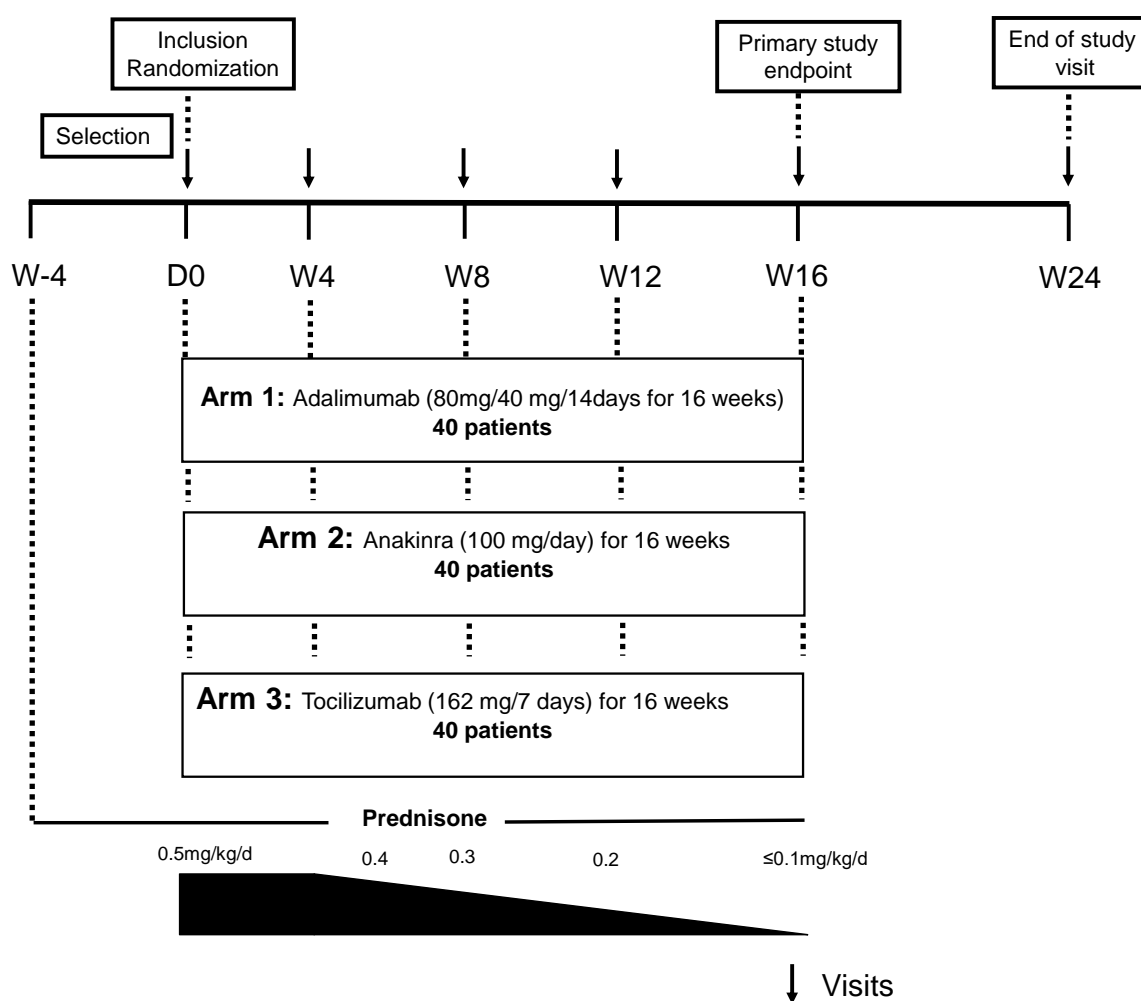 Inclusion
Randomization
Primary study
endpoint
End of study
visit
Selection
W-4 D0 W4 W8 W12 W16 W24
Arm 1: Adalimumab (80mg/40 mg/14days for 16 weeks)
40 patients
Arm 2: Anakinra (100 mg/day) for 16 weeks
40 patients
Arm 3: Tocilizumab (162 mg/7 days) for 16 weeks
40 patients
Prednisone
0.5mg/kg/d 0.4 0.3 0.2 ≤0.1mg/kg/d
Visits